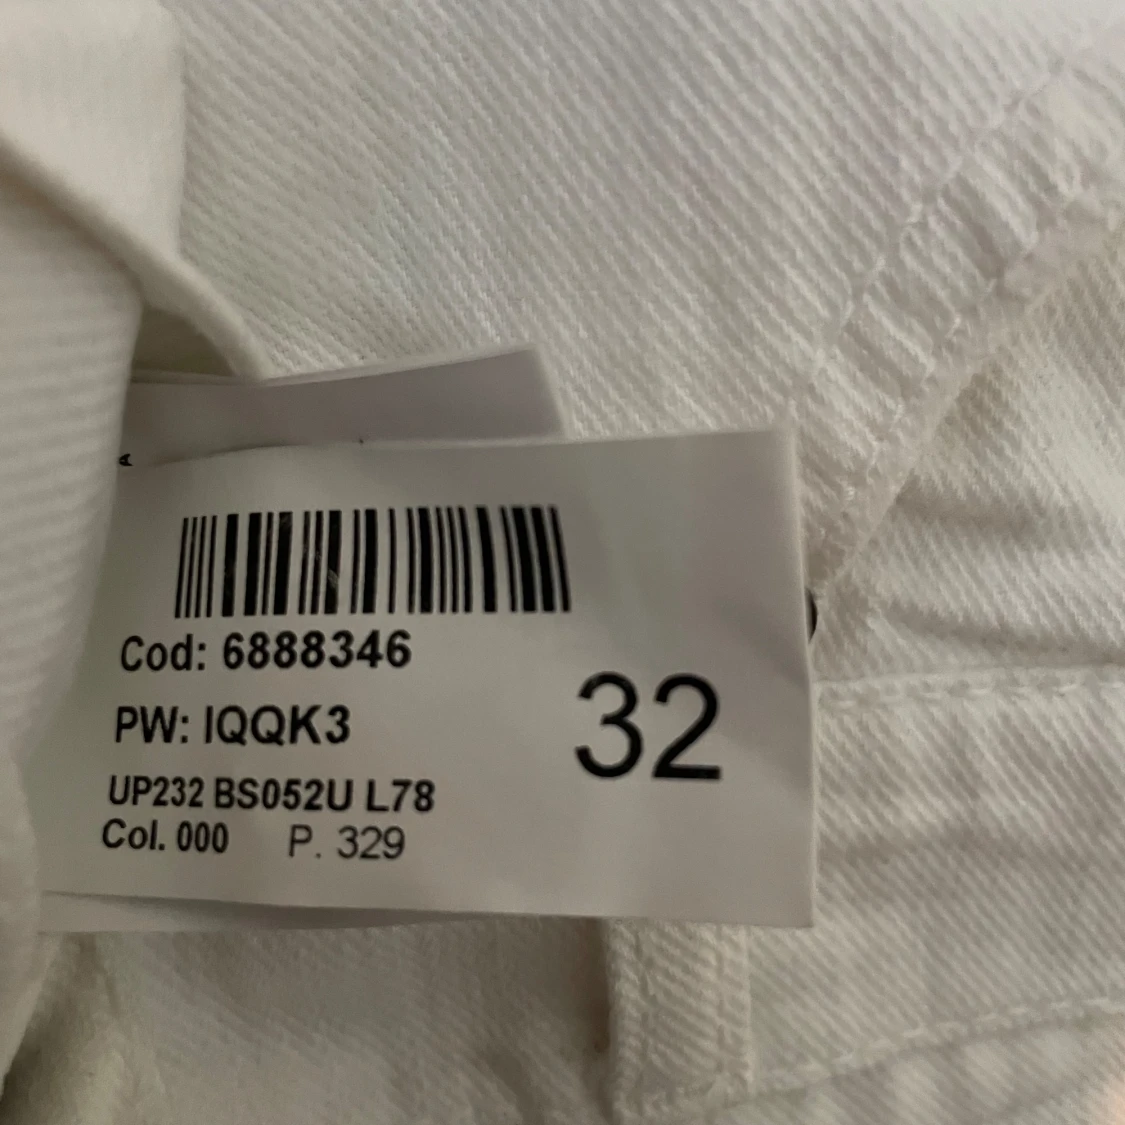 A
Cod: 6888346
PW: IQQK3
32
UP232 BS052U L78
Col. 000 P. 329